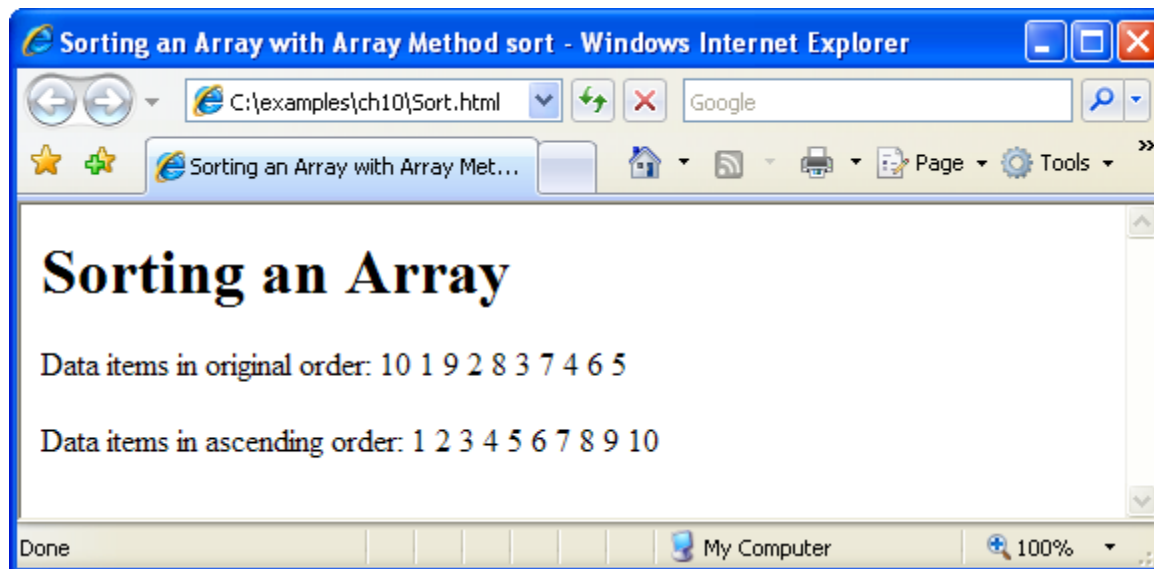 Sorting an Array with Array Method sort - Windows Internet Explorer
C:\examples\ch10\Sort.html
Google
Sorting an Array with Array Met...
Page
Tools
»
Sorting an Array
Data items in original order: 10 1 9 2 8 3 7 4 6 5
Data items in ascending order: 1 2 3 4 5 6 7 8 9 10
Done
My Computer
100%